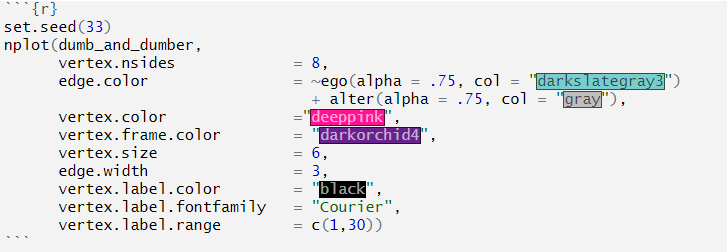 ```{r}
set.seed(33)
nplot(dumb_and_dumber,
      vertex.nsides           = 8,
      edge.color              = ~ego(alpha = .75, col = "darkslategray3")
                                + alter(alpha = .75, col = "gray"),
      vertex.color            ="deeppink",
      vertex.frame.color      = "darkorchid4",
      vertex.size             = 6,
      edge.width              = 3,
      vertex.label.color      = "black",
      vertex.label.fontfamily = "Courier",
      vertex.label.range      = c(1,30))
```